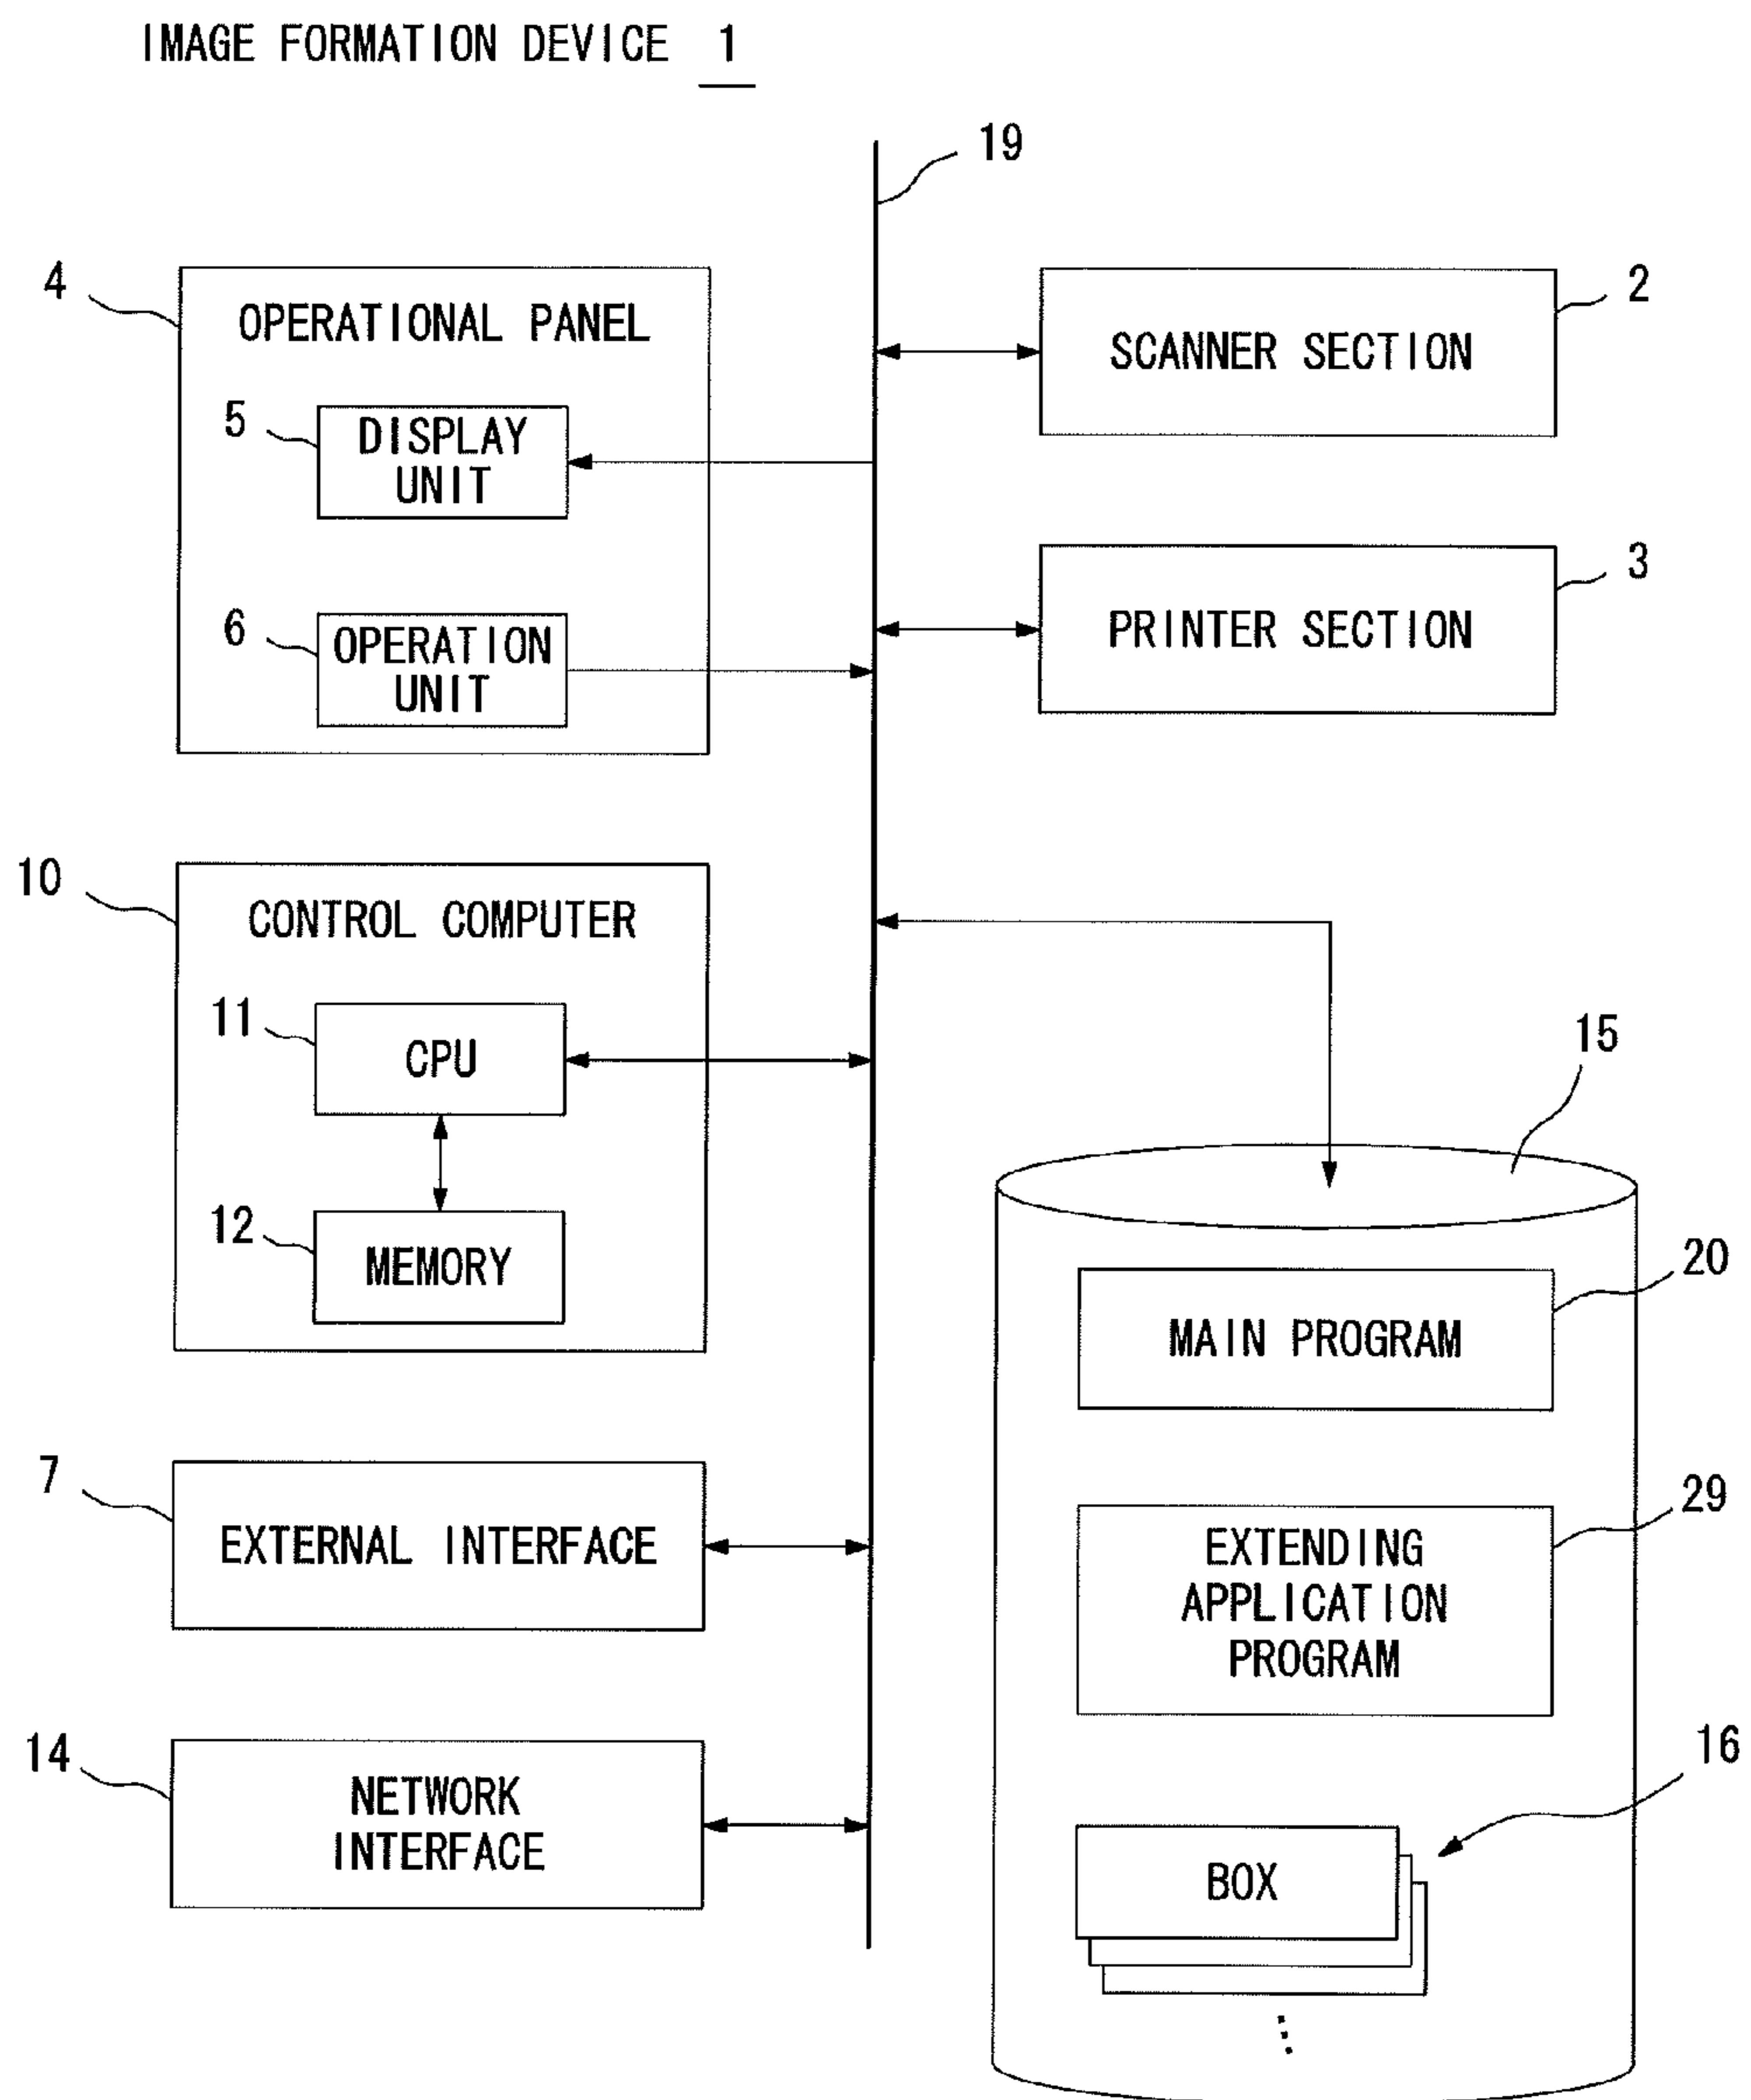 IMAGE FORMATION DEVICE 1
19
4
OPERATIONAL PANEL
5
DISPLAY
UNIT
6
OPERATION
UNIT
2
SCANNER SECTION
3
PRINTER SECTION
10
CONTROL COMPUTER
11
CPU
12
MEMORY
7
EXTERNAL INTERFACE
14
NETWORK
INTERFACE
15
20
MAIN PROGRAM
29
EXTENDING
APPLICATION
PROGRAM
16
BOX